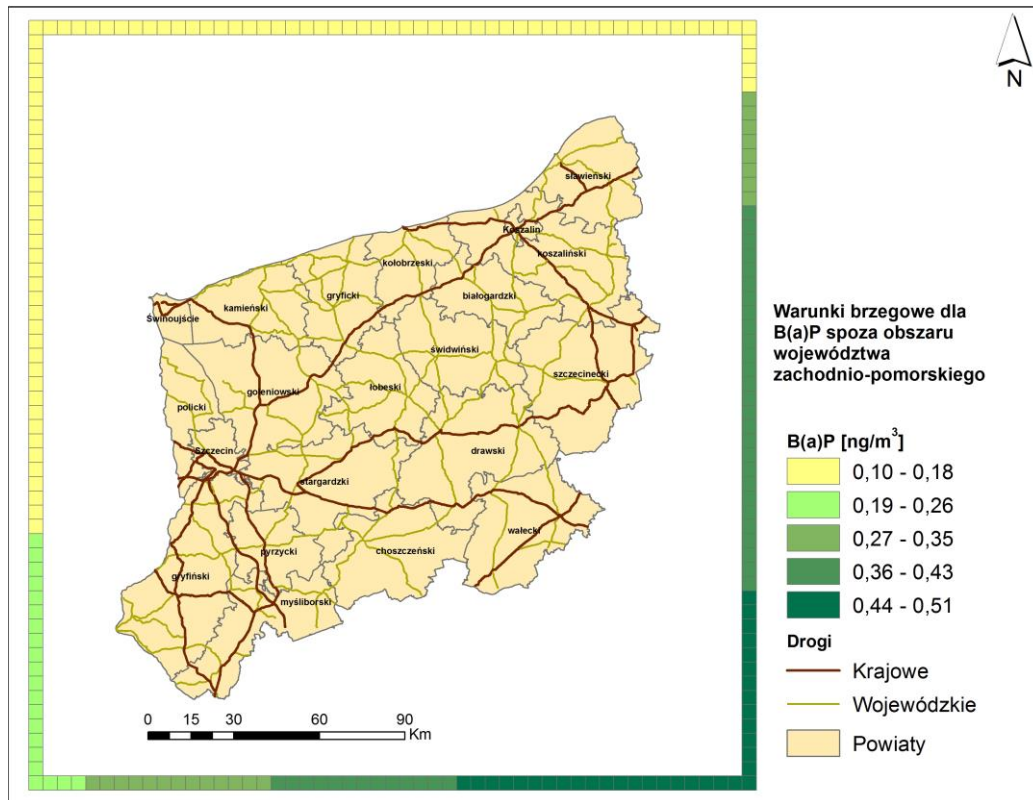 N
sławieński
Koszalin
koszaliński
kołobrzeski
białogardzki
gryficki
kamieński
Świnoujście
świdwiński
szczecinecki
łobeski
goleniowski
policki
Szczecin
drawski
stargardzki
wałecki
choszczeński
pyrzycki
gryfiński
myśliborski
0 15 30 60 90
Km
Warunki brzegowe dla
B(a)P spoza obszaru
województwa
zachodnio-pomorskiego
B(a)P [ng/m³]
0,10 - 0,18
0,19 - 0,26
0,27 - 0,35
0,36 - 0,43
0,44 - 0,51
Drogi
Krajowe
Wojewódzkie
Powiaty